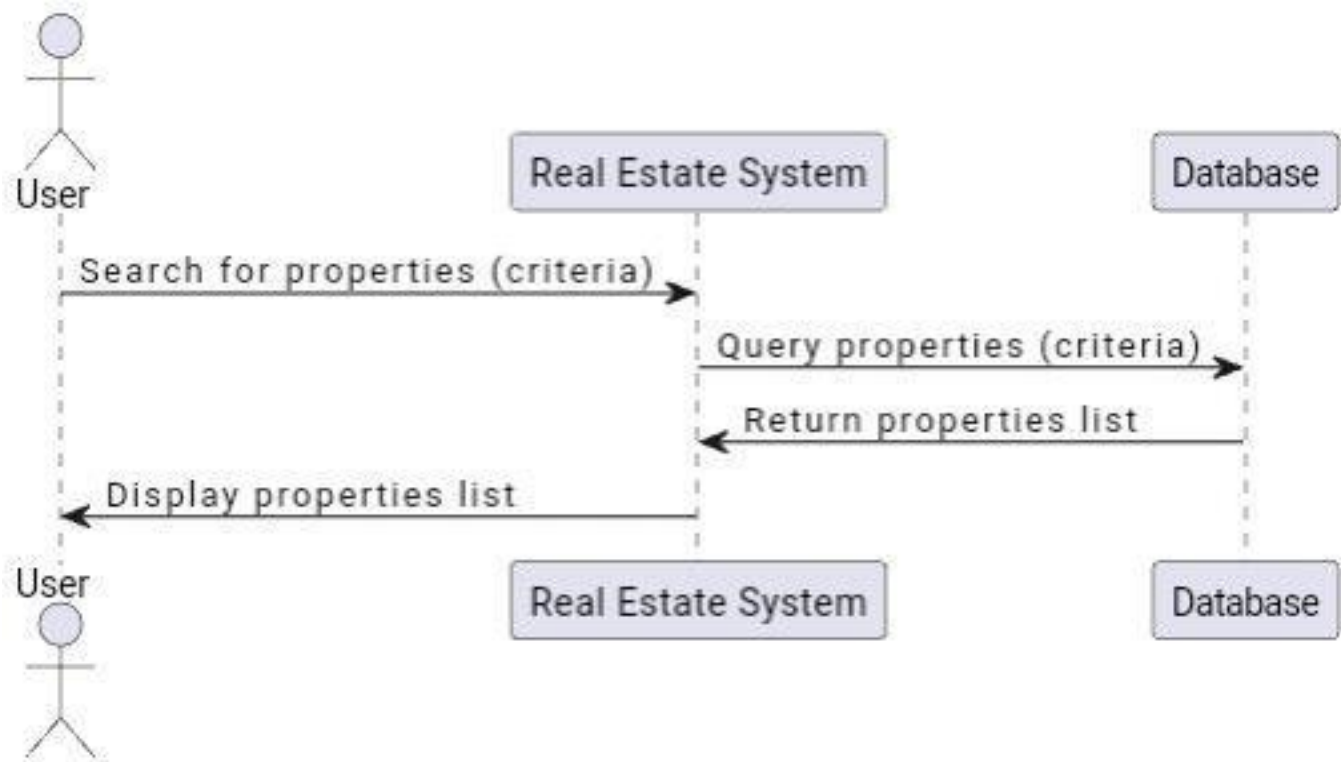 User
Real Estate System
Database
Search for properties (criteria)
Query properties (criteria)
Return properties list
Display properties list
User
Real Estate System
Database